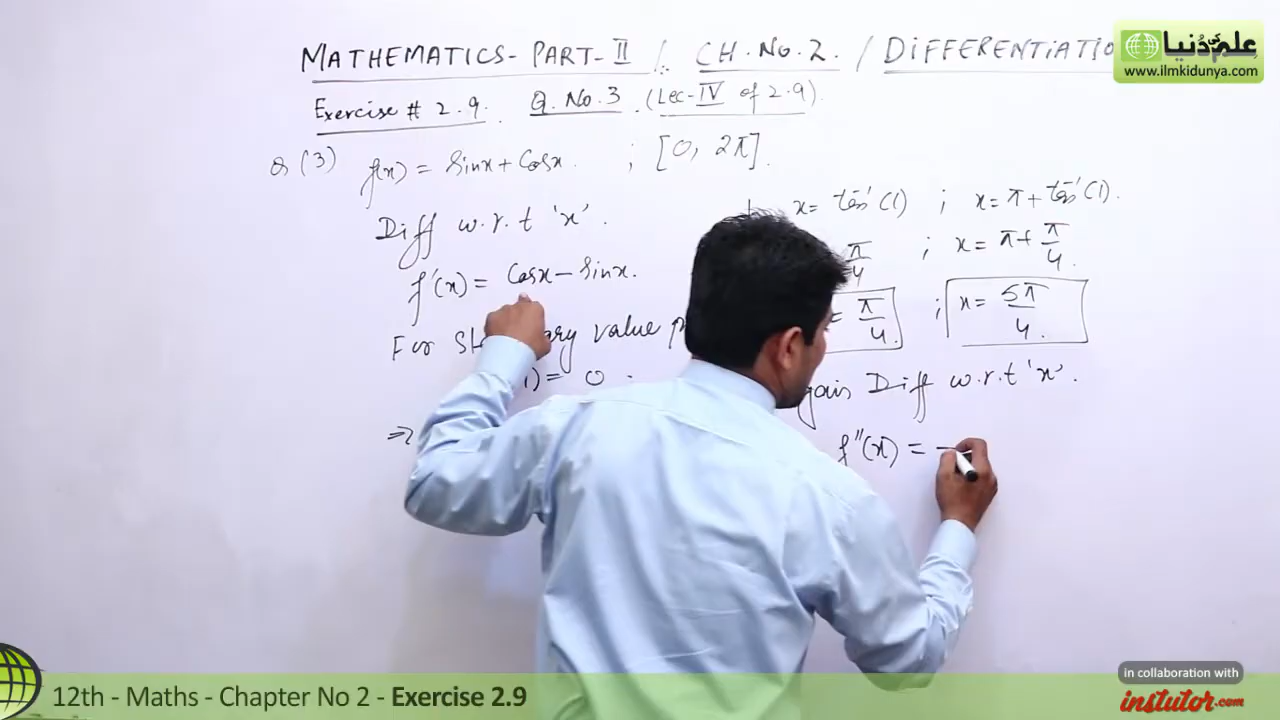 MATHEMATICS- PART-II / CH.No.2. / DIFFERENTIATIO
Exercise # 2.9. Q.No.3 . (Lec-IV of 2.9).
(3) f(x) = Sinx + Cosx. ; [0, 2π].
Diff w.r.t 'x'.
f'(x) = Cosx - Sinx.
For value
) = 0 .
⇒
x = tan⁻¹(1) ; x = π + tan⁻¹(1).
π/4 ; x = π + π/4.
= π/4. ; x = 5π/4.
Diff w.r.t 'x'.
f''(x) = -
علم کی دنیا
www.ilmkidunya.com
12th - Maths - Chapter No 2 - Exercise 2.9
in collaboration with
instutor.com